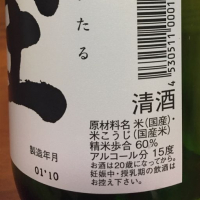 たる
清酒
原材料名 米(国産)・
米こうじ(国産米)
精米歩合 60%
アルコール分 15度
お酒は20歳になってから。
妊娠中・授乳期の飲酒は
お控え下さい。
製造年月
01·10
4 530511 0001